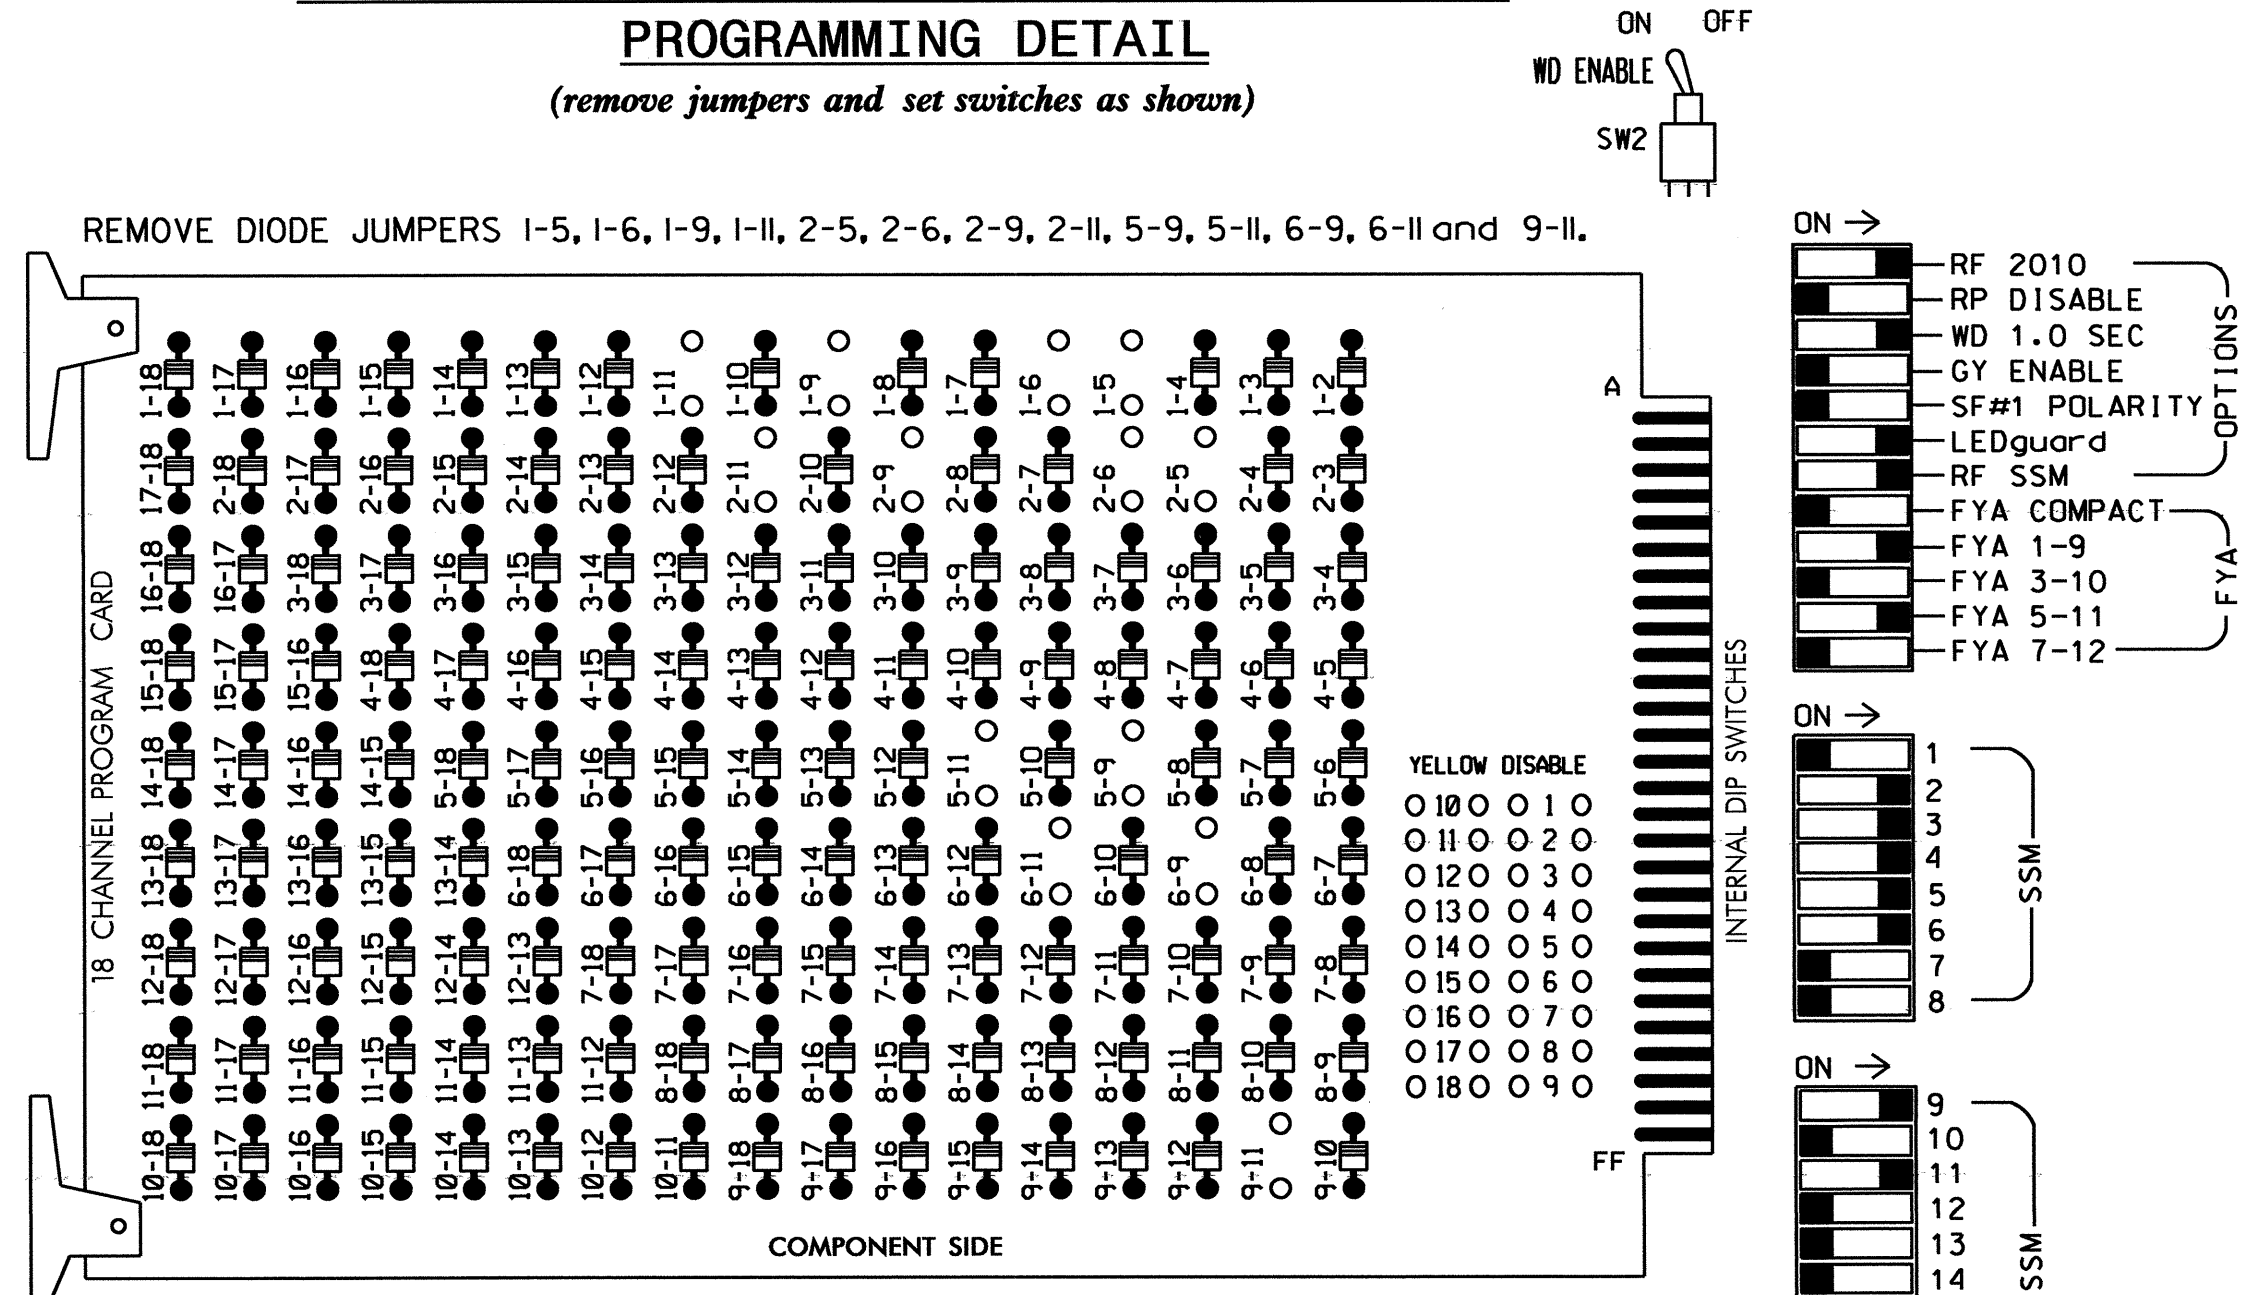 PROGRAMMING DETAIL
(remove jumpers and set switches as shown)
ON OFF
WD ENABLE
SW2
REMOVE DIODE JUMPERS 1-5, 1-6, 1-9, 1-11, 2-5, 2-6, 2-9, 2-11, 5-9, 5-11, 6-9, 6-11 and 9-11.
18 CHANNEL PROGRAM CARD
1-18 1-17 1-16 1-15 1-14 1-13 1-12 1-11 1-10 1-9 1-8 1-7 1-6 1-5 1-4 1-3 1-2
17-18 2-18 2-17 2-16 2-15 2-14 2-13 2-12 2-11 2-10 2-9 2-8 2-7 2-6 2-5 2-4 2-3
16-18 16-17 3-18 3-17 3-16 3-15 3-14 3-13 3-12 3-11 3-10 3-9 3-8 3-7 3-6 3-5 3-4
15-18 15-17 15-16 4-18 4-17 4-16 4-15 4-14 4-13 4-12 4-11 4-10 4-9 4-8 4-7 4-6 4-5
14-18 14-17 14-16 14-15 5-18 5-17 5-16 5-15 5-14 5-13 5-12 5-11 5-10 5-9 5-8 5-7 5-6
13-18 13-17 13-16 13-15 13-14 6-18 6-17 6-16 6-15 6-14 6-13 6-12 6-11 6-10 6-9 6-8 6-7
12-18 12-17 12-16 12-15 12-14 12-13 7-18 7-17 7-16 7-15 7-14 7-13 7-12 7-11 7-10 7-9 7-8
11-18 11-17 11-16 11-15 11-14 11-13 11-12 8-18 8-17 8-16 8-15 8-14 8-13 8-12 8-11 8-10 8-9
10-18 10-17 10-16 10-15 10-14 10-13 10-12 10-11 9-18 9-17 9-16 9-15 9-14 9-13 9-12 9-11 9-10
COMPONENT SIDE
A
FF
YELLOW DISABLE
10 1
11 2
12 3
13 4
14 5
15 6
16 7
17 8
18 9
INTERNAL DIP SWITCHES
ON →
RF 2010
RP DISABLE
WD 1.0 SEC
GY ENABLE
SF#1 POLARITY
LEDguard
RF SSM
OPTIONS
FYA COMPACT
FYA 1-9
FYA 3-10
FYA 5-11
FYA 7-12
FYA
ON →
1
2
3
4
5
6
7
8
SSM
ON →
9
10
11
12
13
14
SSM